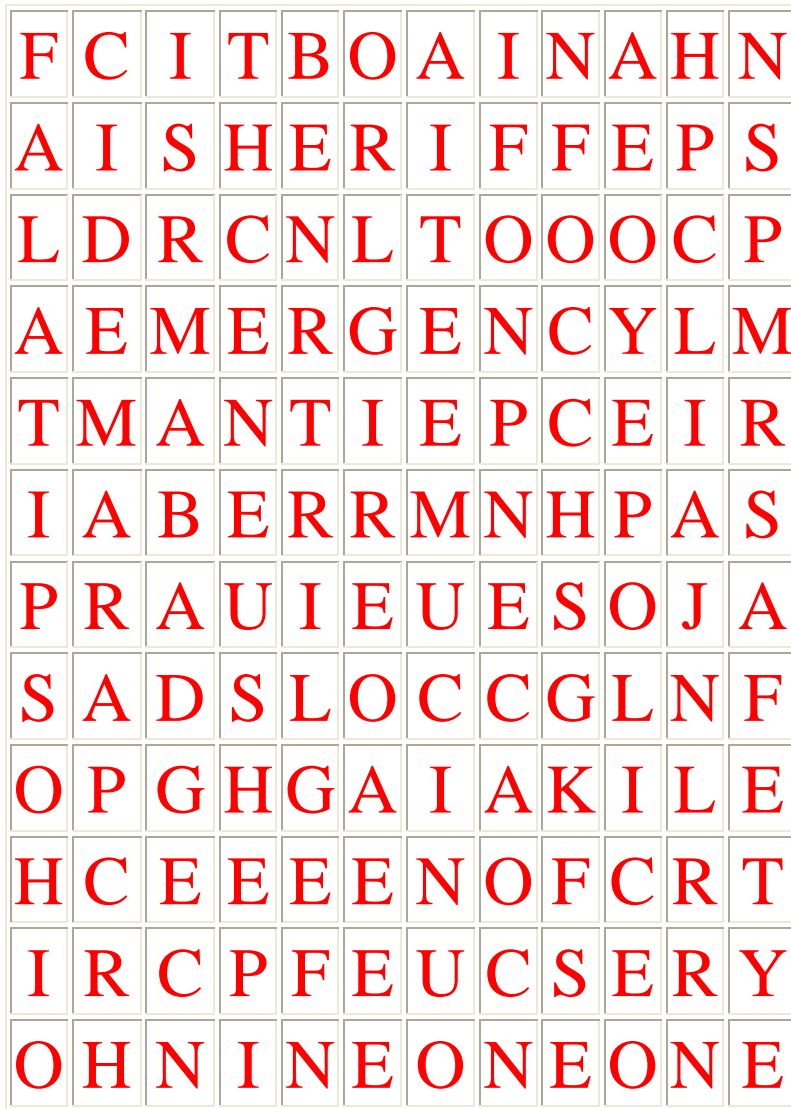 F C I T B O A I N A H N
A I S H E R I F F E P S
L D R C N L T O O O C P
A E M E R G E N C Y L M
T M A N T I E P C E I R
I A B E R R M N H P A S
P R A U I E U E S O J A
S A D S L O C C G L N F
O P G H G A I A K I L E
H C E E E E N O F C R T
I R C P F E U C S E R Y
O H N I N E O N E O N E